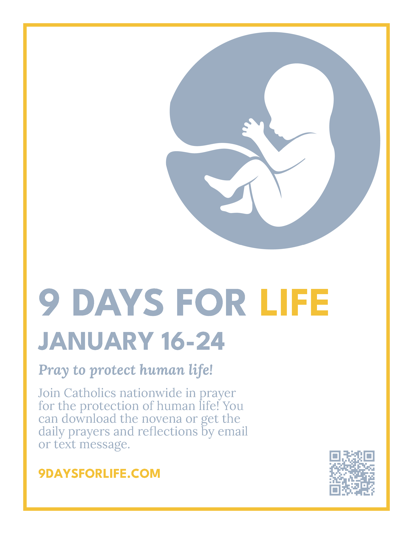 9 DAYS FOR LIFE
JANUARY 16-24
Pray to protect human life!
Join Catholics nationwide in prayer
for the protection of human life! You
can download the novena or get the
daily prayers and reflections by email
or text message.
9DAYSFORLIFE.COM